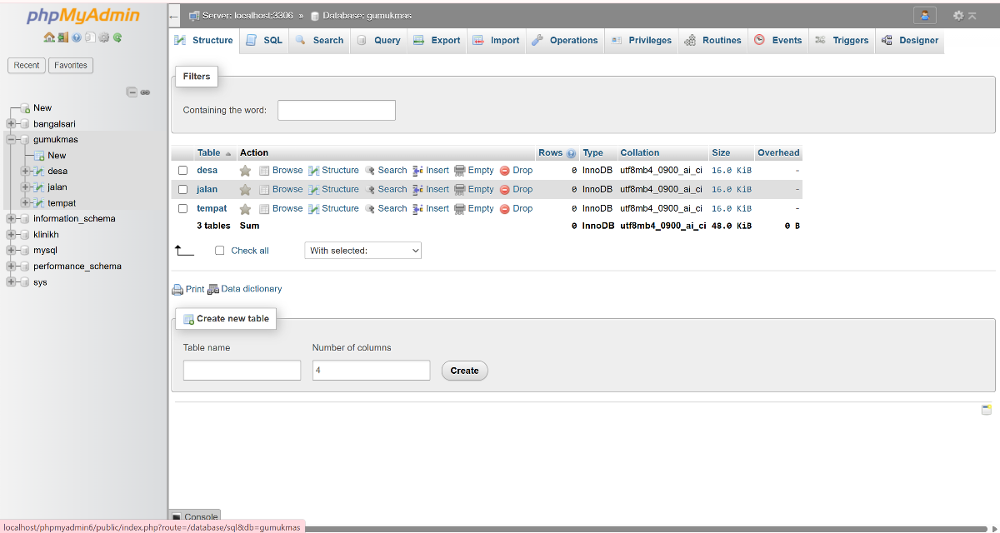 phpMyAdmin
Recent Favorites
New
bangalsari
gumukmas
New
desa
jalan
tempat
information_schema
klinikh
mysql
performance_schema
sys
Server: localhost:3306 » Database: gumukmas
Structure SQL Search Query Export Import Operations Privileges Routines Events Triggers Designer
Filters
Containing the word:
Table Action Rows Type Collation Size Overhead
desa Browse Structure Search Insert Empty Drop 0 InnoDB utf8mb4_0900_ai_ci 16.0 KiB -
jalan Browse Structure Search Insert Empty Drop 0 InnoDB utf8mb4_0900_ai_ci 16.0 KiB -
tempat Browse Structure Search Insert Empty Drop 0 InnoDB utf8mb4_0900_ai_ci 16.0 KiB -
3 tables Sum 0 InnoDB utf8mb4_0900_ai_ci 48.0 KiB 0 B
Check all With selected:
Print Data dictionary
Create new table
Table name Number of columns
4 Create
Console
localhost/phpmyadmin6/public/index.php?route=/database/sql&db=gumukmas